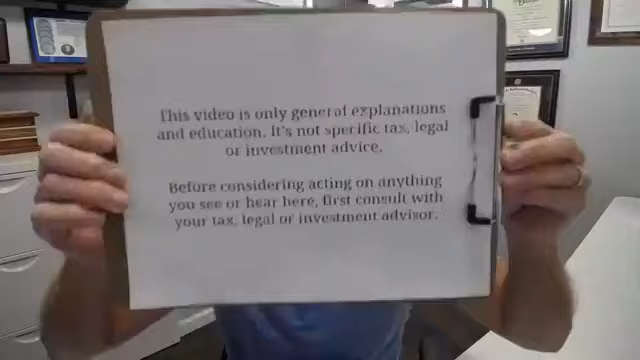 This video is only general explanations
and education. It's not specific tax, legal
or investment advice.
Before considering acting on anything
you see or hear here, first consult with
your tax, legal or investment advisor.